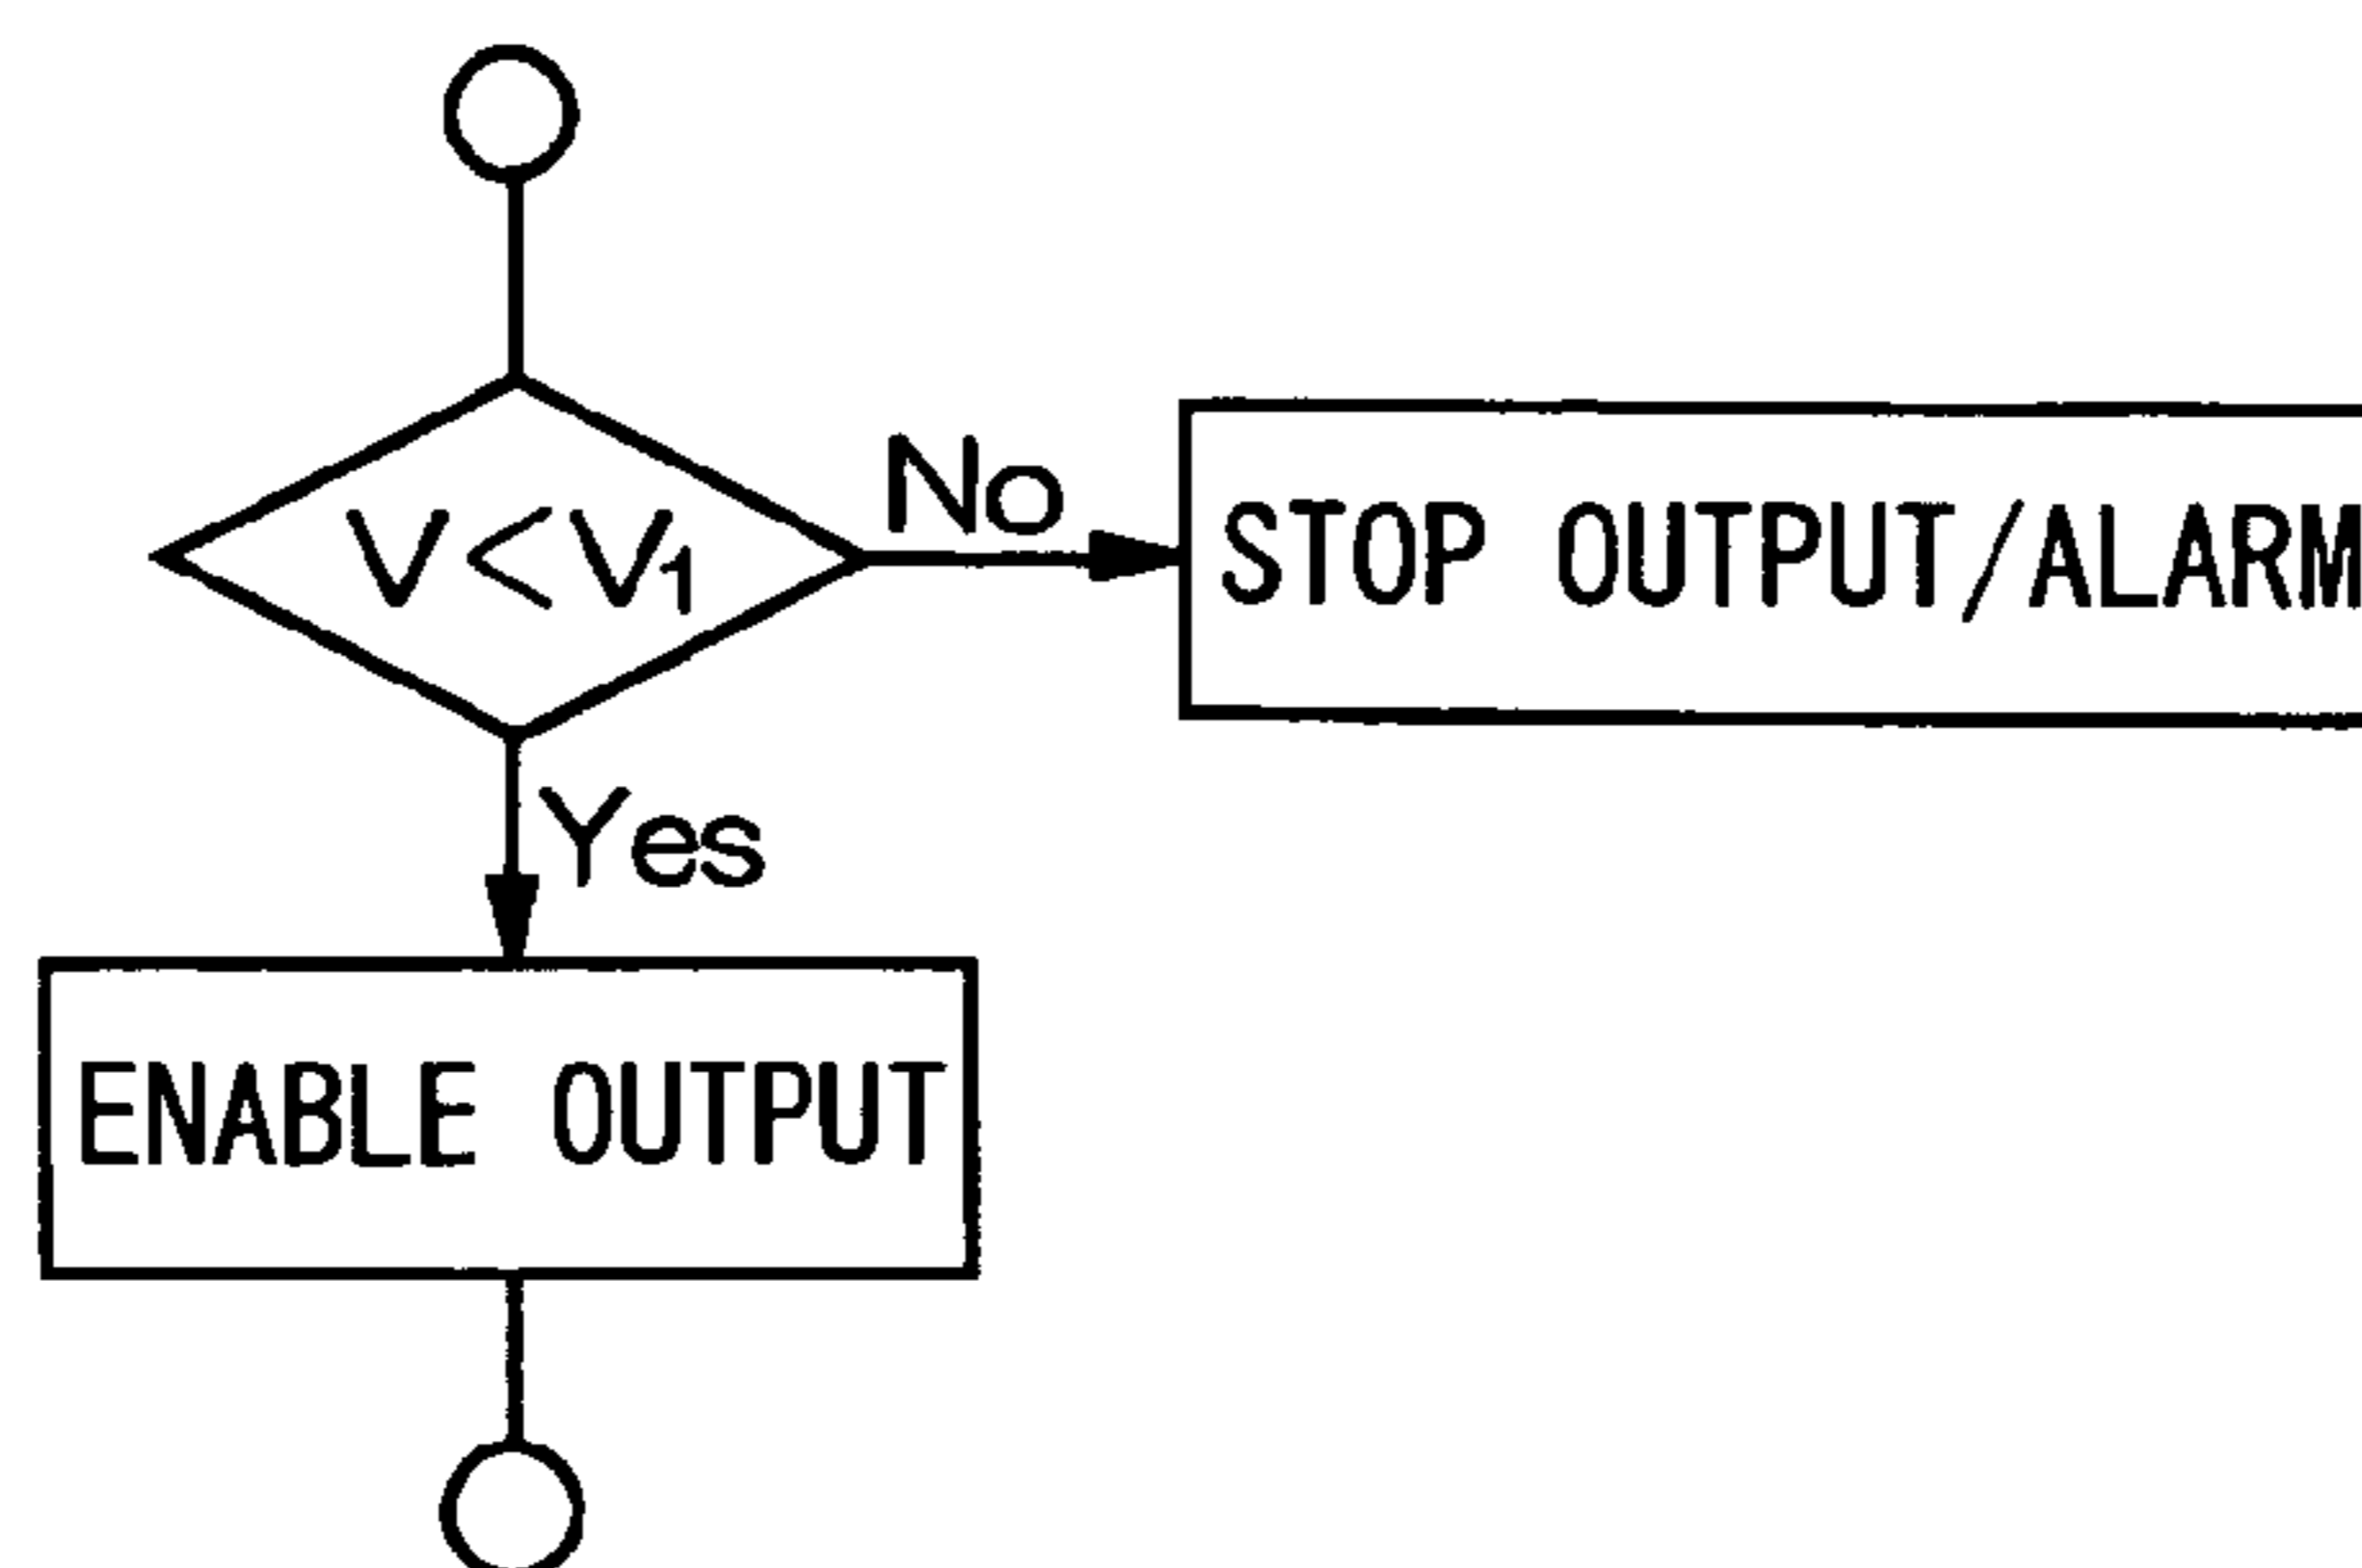 V<V₁
No
STOP OUTPUT/ALARM
Yes
ENABLE OUTPUT